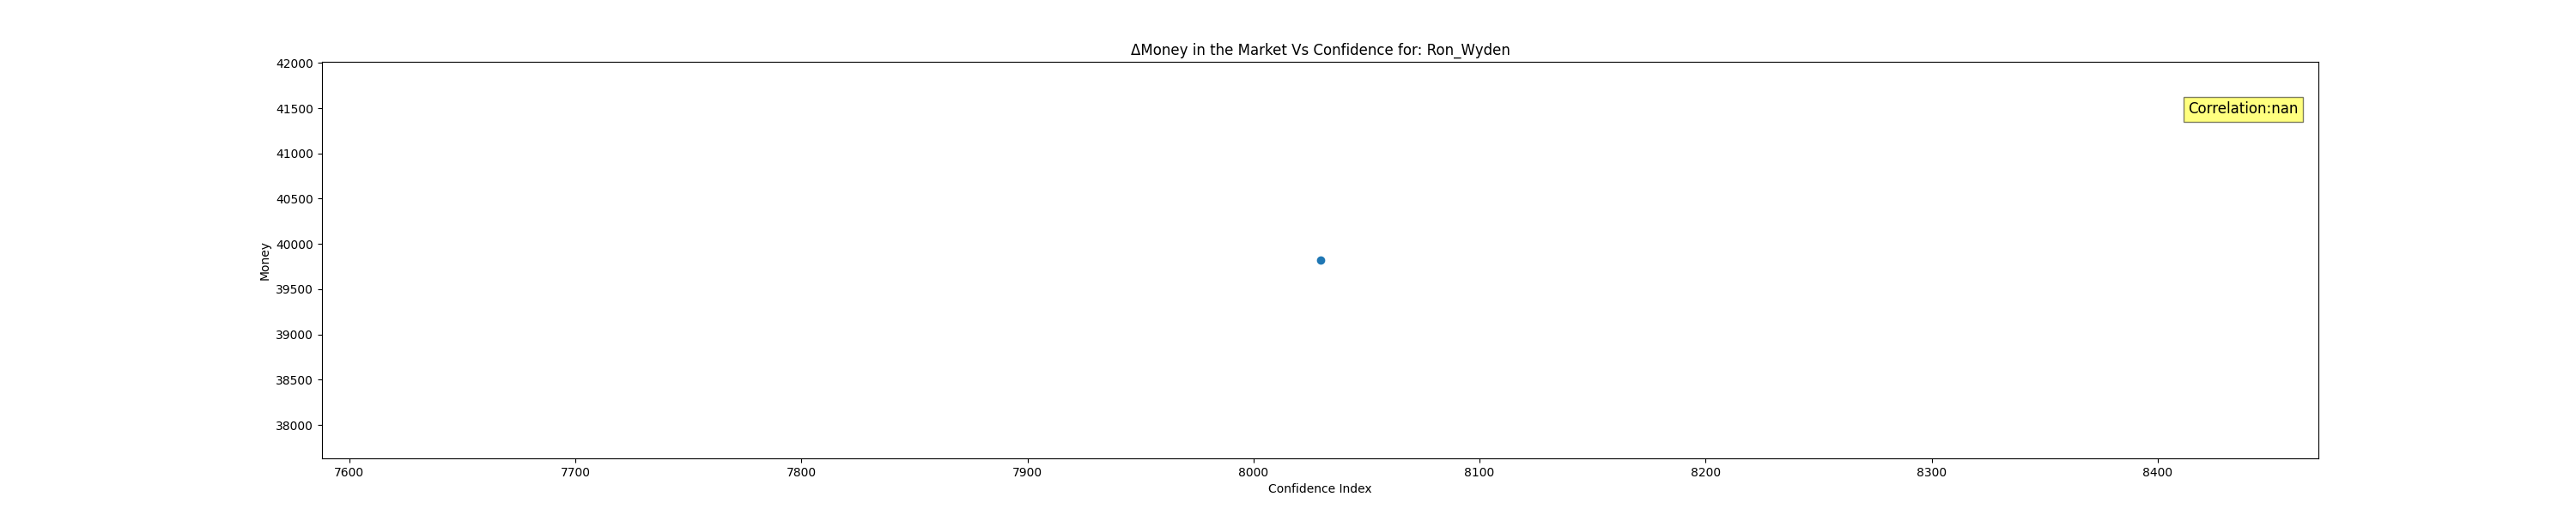 ΔMoney in the Market Vs Confidence for: Ron_Wyden
42000
41500
41000
40500
40000
39500
39000
38500
38000
Money
Correlation:nan
7600 7700 7800 7900 8000 8100 8200 8300 8400
Confidence Index